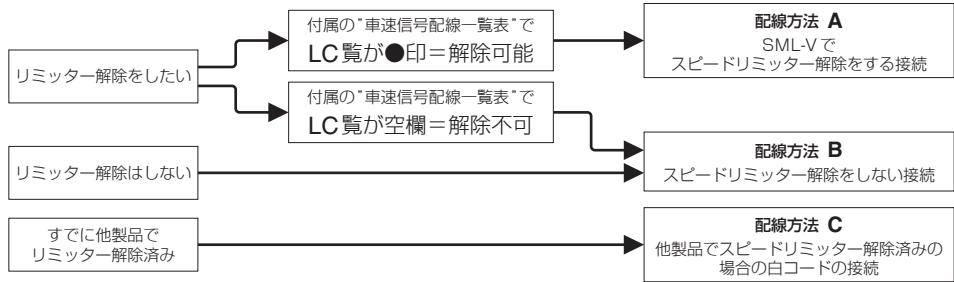 リミッター解除をしたい
付属の"車速信号配線一覧表"で
LC覧が●印＝解除可能
付属の"車速信号配線一覧表"で
LC覧が空欄＝解除不可
配線方法 A
SML-Vで
スピードリミッター解除をする接続
リミッター解除はしない
配線方法 B
スピードリミッター解除をしない接続
すでに他製品で
リミッター解除済み
配線方法 C
他製品でスピードリミッター解除済みの
場合の白コードの接続